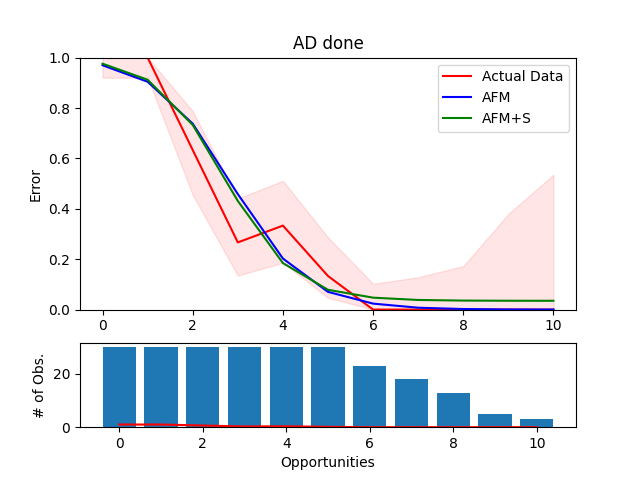 AD done
1.0
0.8
0.6
0.4
0.2
0.0
Error
Actual Data
AFM
AFM+S
0 2 4 6 8 10
20
0
# of Obs.
0 2 4 6 8 10
Opportunities